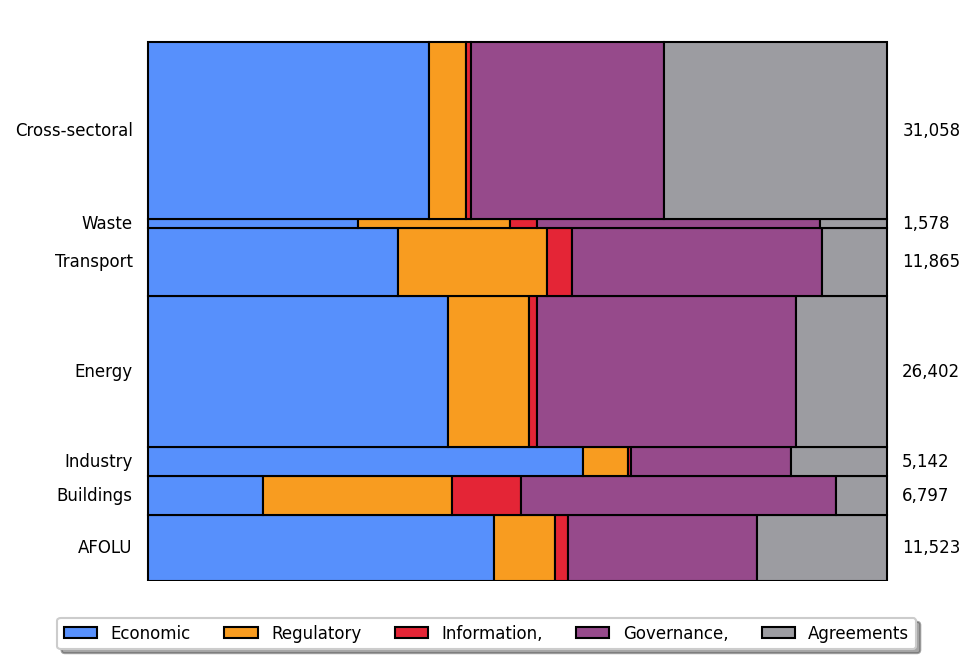 Cross-sectoral 31,058
Waste 1,578
Transport 11,865
Energy 26,402
Industry 5,142
Buildings 6,797
AFOLU 11,523
Economic Regulatory Information, Governance, Agreements